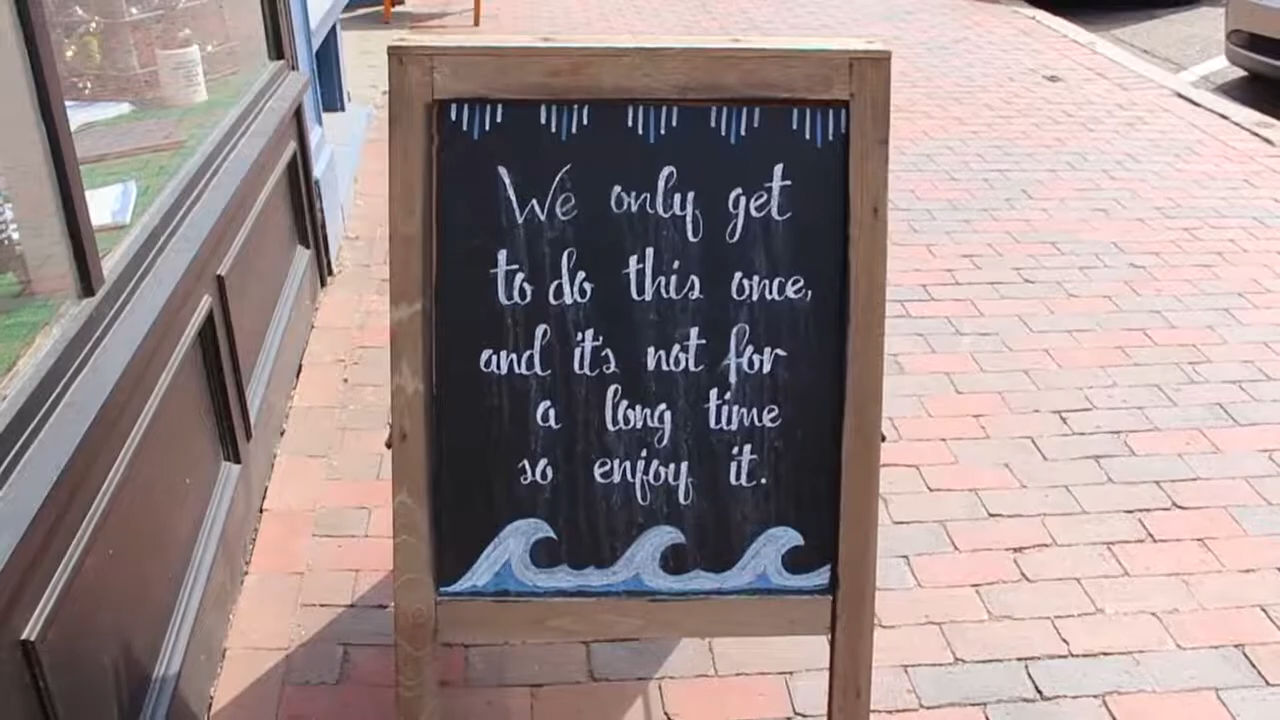 We only get
to do this once,
and it's not for
a long time
so enjoy it.